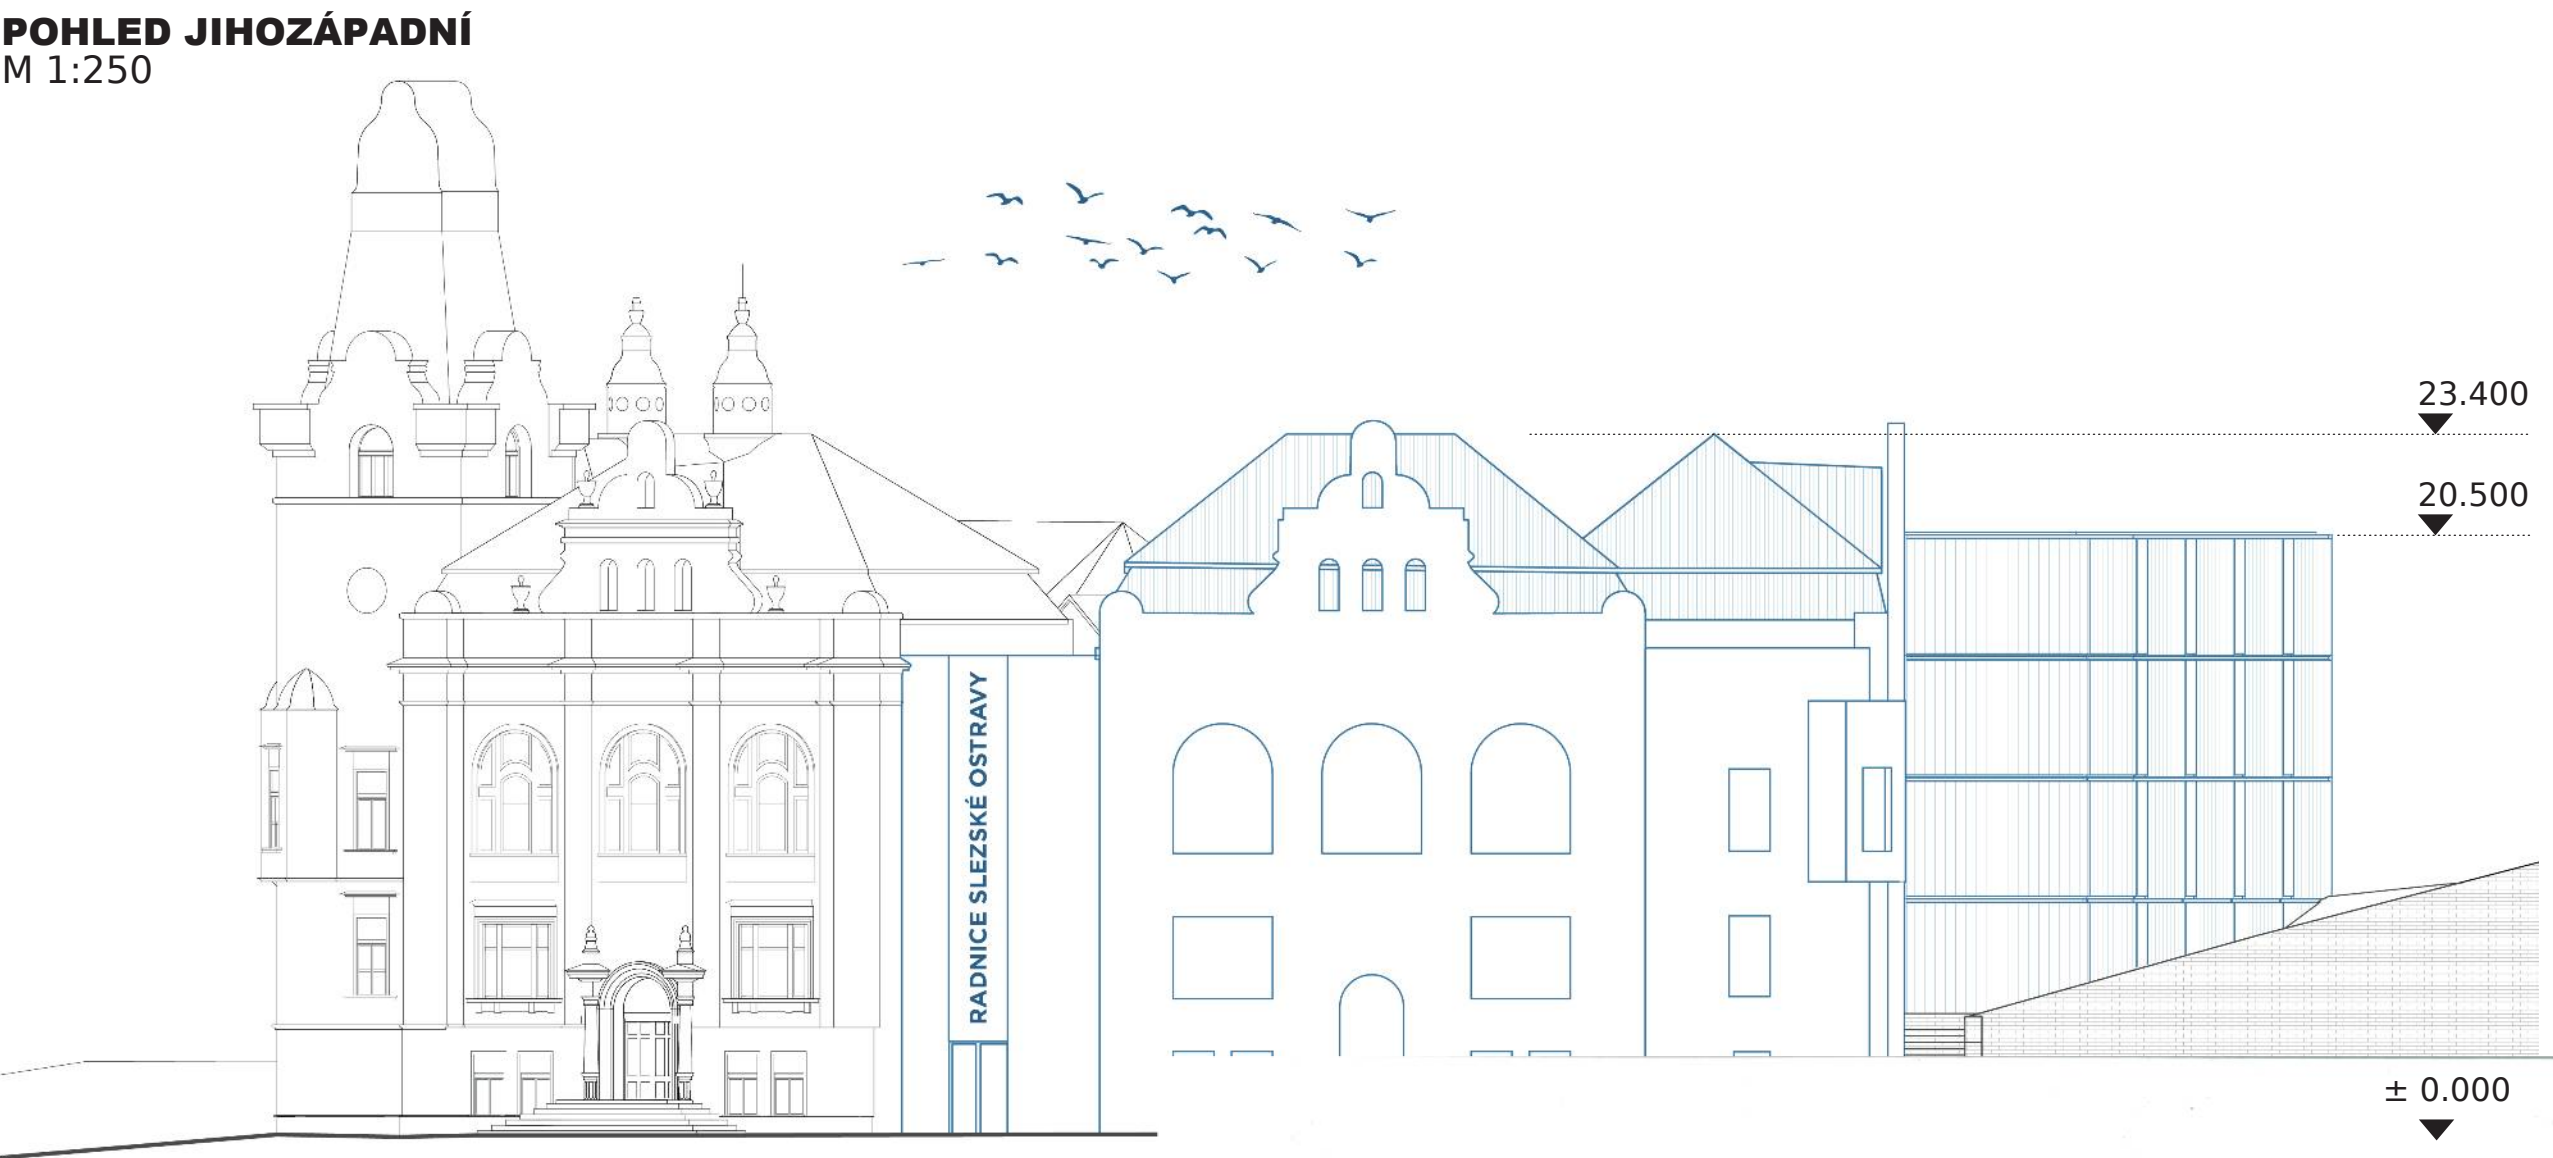 POHLED JIHOZÁPADNÍ
M 1:250
23.400
20.500
RADNICE SLEZSKÉ OSTRAVY
± 0.000